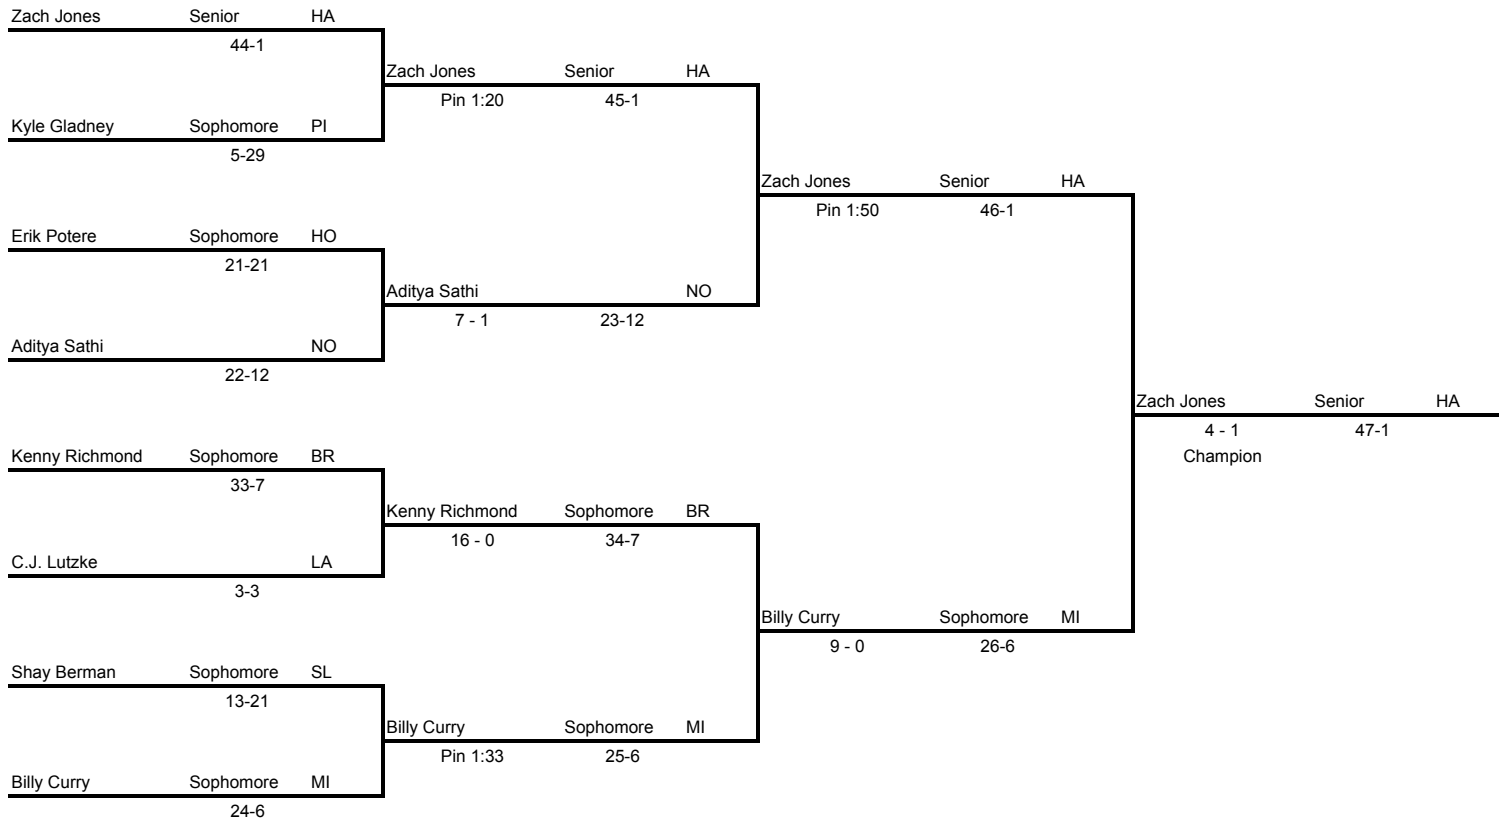 Zach Jones Senior HA
44-1
Zach Jones Senior HA
Pin 1:20 45-1
Kyle Gladney Sophomore PI
5-29
Zach Jones Senior HA
Pin 1:50 46-1
Erik Potere Sophomore HO
21-21
Aditya Sathi NO
7 - 1 23-12
Aditya Sathi NO
22-12
Zach Jones Senior HA
4 - 1 47-1
Champion
Kenny Richmond Sophomore BR
33-7
Kenny Richmond Sophomore BR
16 - 0 34-7
C.J. Lutzke LA
3-3
Billy Curry Sophomore MI
9 - 0 26-6
Shay Berman Sophomore SL
13-21
Billy Curry Sophomore MI
Pin 1:33 25-6
Billy Curry Sophomore MI
24-6